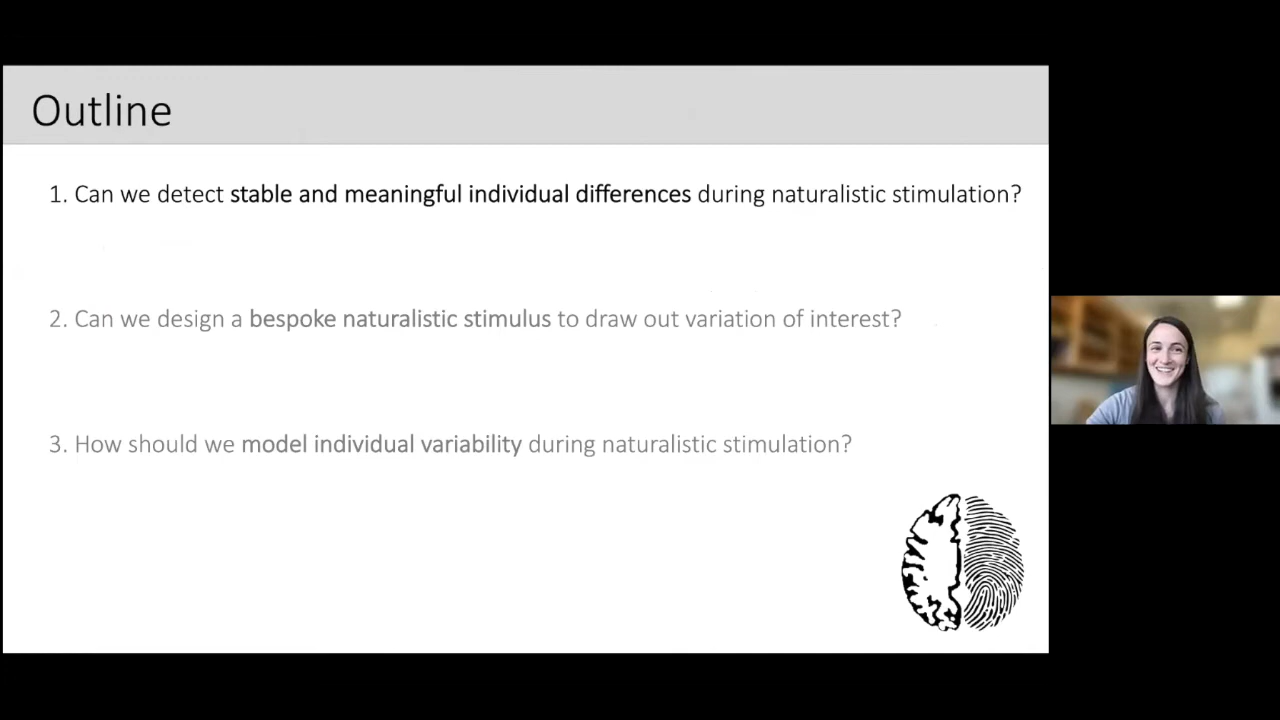 Outline
1. Can we detect stable and meaningful individual differences during naturalistic stimulation?
2. Can we design a bespoke naturalistic stimulus to draw out variation of interest?
3. How should we model individual variability during naturalistic stimulation?